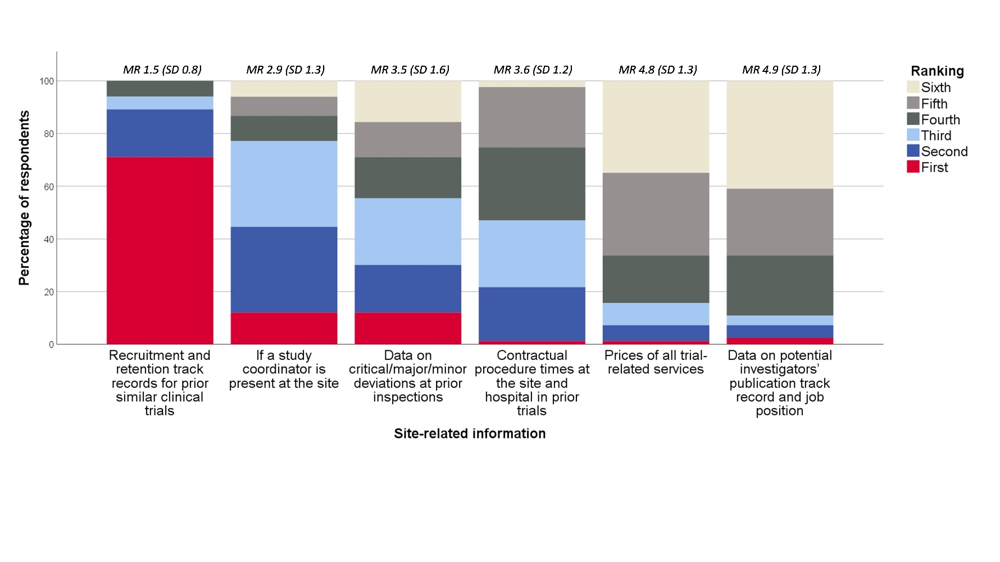 MR 1.5 (SD 0.8)
MR 2.9 (SD 1.3)
MR 3.5 (SD 1.6)
MR 3.6 (SD 1.2)
MR 4.8 (SD 1.3)
MR 4.9 (SD 1.3)
Ranking
Sixth
Fifth
Fourth
Third
Second
First
Percentage of respondents
100
80
60
40
20
0
Recruitment and
retention track
records for prior
similar clinical
trials
If a study
coordinator is
present at the site
Data on
critical/major/minor
deviations at prior
inspections
Contractual
procedure times at
the site and
hospital in prior
trials
Prices of all trial-
related services
Data on potential
investigators’
publication track
record and job
position
Site-related information